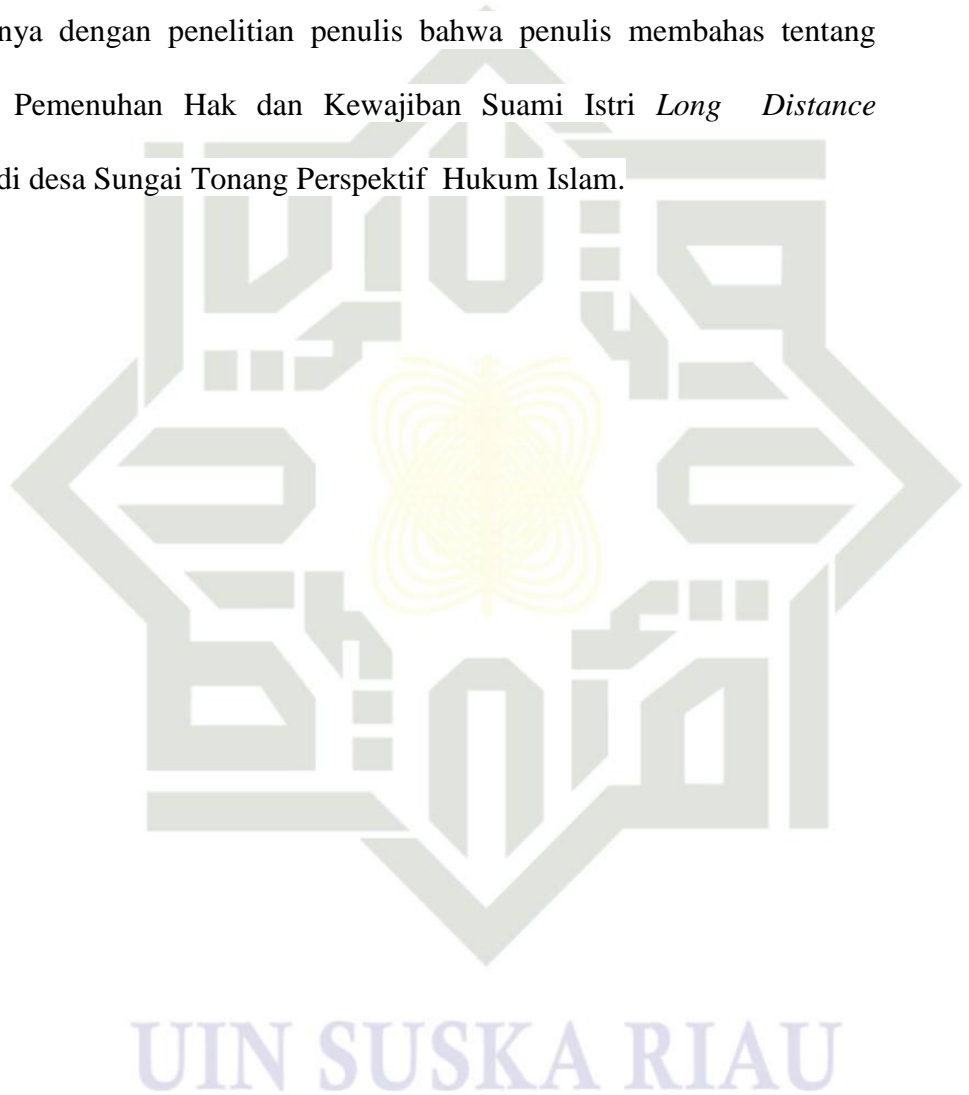 nya dengan penelitian penulis bahwa penulis membahas tentang
Pemenuhan Hak dan Kewajiban Suami Istri Long Distance
di desa Sungai Tonang Perspektif Hukum Islam.
UIN SUSKA RIAU